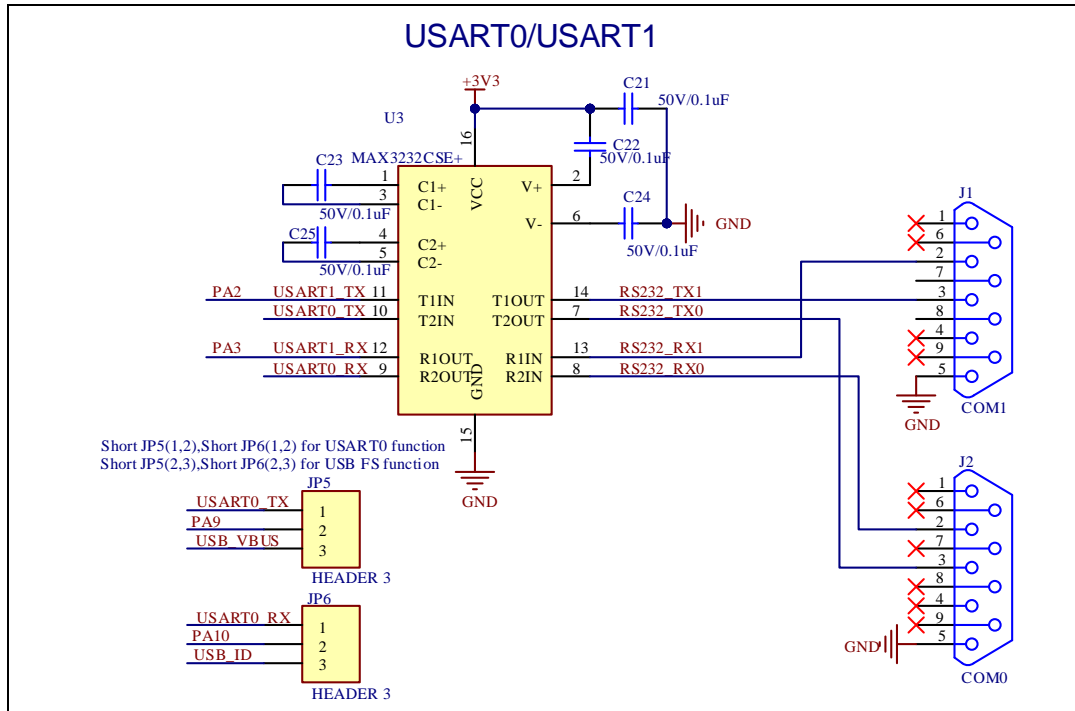 USART0/USART1
+3V3
C21
50V/0.1uF
U3
16
C22
50V/0.1uF
MAX3232CSE+
C23
1
C1+
VCC
V+
2
3
C1-
50V/0.1uF
C24
V-
6
GND
50V/0.1uF
C25
4
C2+
5
C2-
50V/0.1uF
PA2
USART1_TX
11
T1IN
T1OUT
14
RS232_TX1
USART0_TX
10
T2IN
T2OUT
7
RS232_TX0
PA3
USART1_RX
12
R1OUT
R1IN
13
RS232_RX1
USART0_RX
9
R2OUT
GND
R2IN
8
RS232_RX0
15
GND
J1
1
6
2
7
3
8
4
9
5
COM1
GND
Short JP5(1,2),Short JP6(1,2) for USART0 function
Short JP5(2,3),Short JP6(2,3) for USB FS function
JP5
USART0_TX
1
PA9
2
USB_VBUS
3
HEADER 3
JP6
USART0_RX
1
PA10
2
USB_ID
3
HEADER 3
J2
1
6
2
7
3
8
4
9
5
GND
COM0